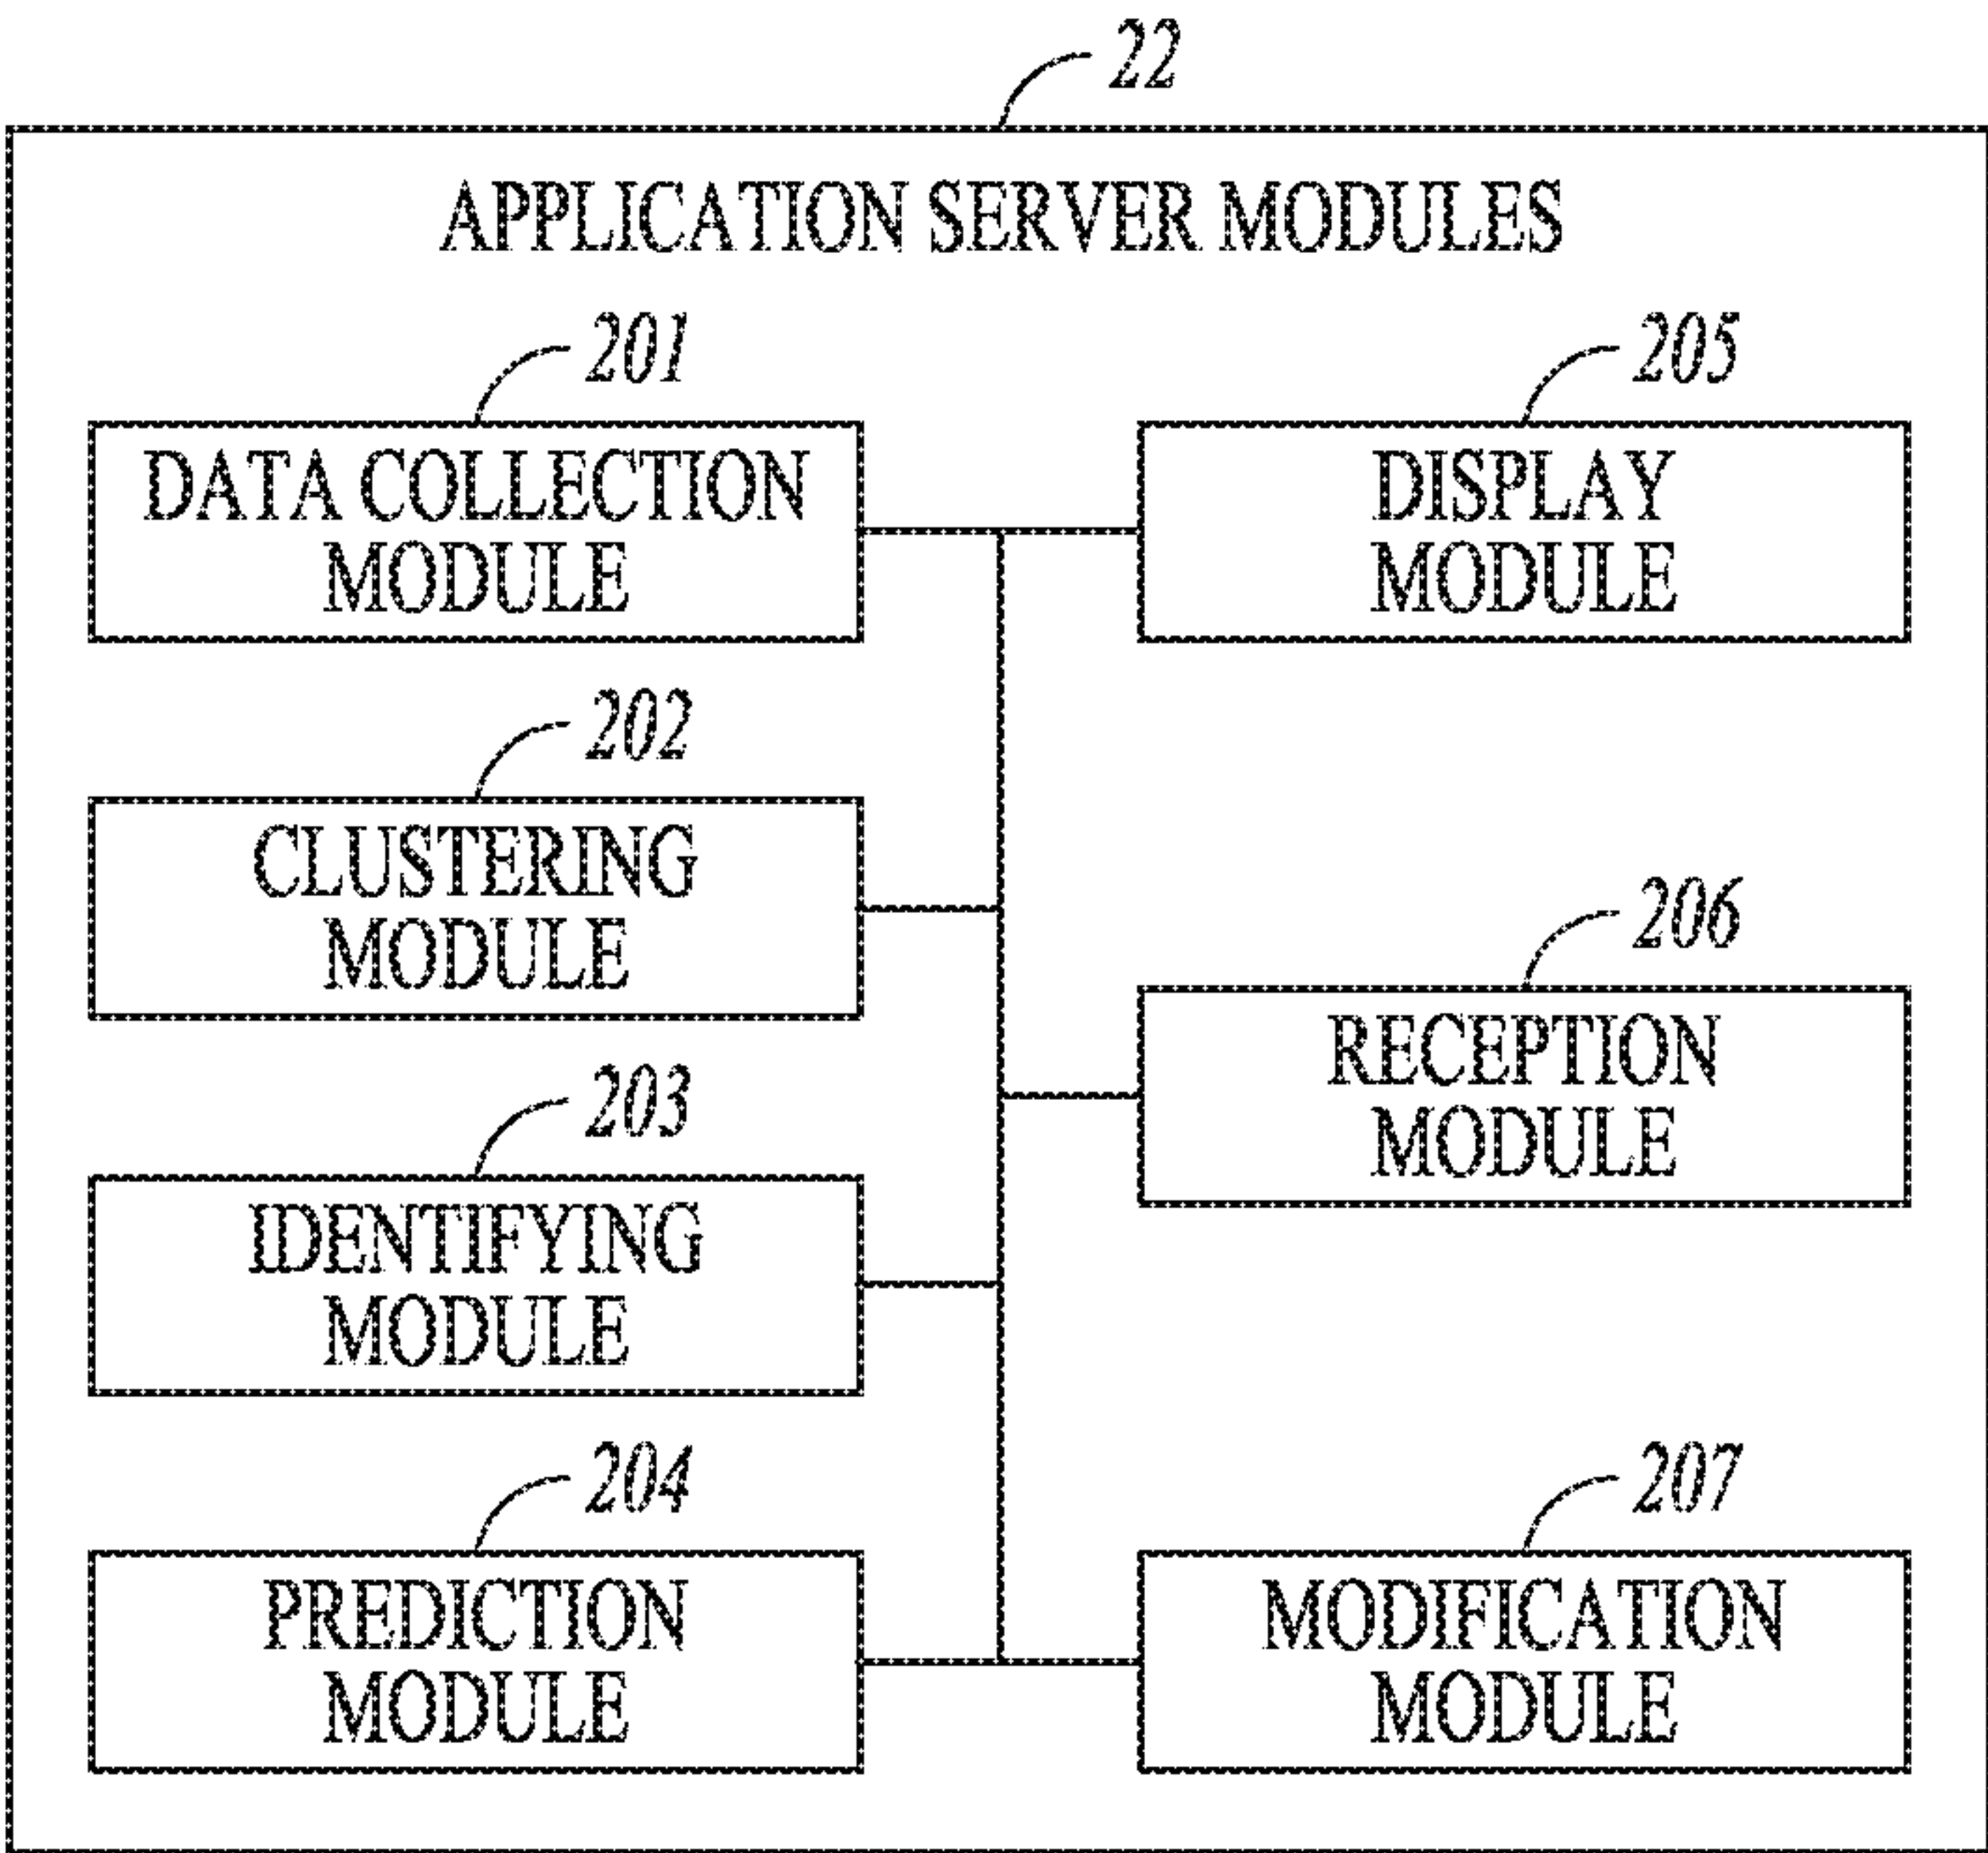 22
APPLICATION SERVER MODULES
201
DATA COLLECTION
MODULE
202
CLUSTERING
MODULE
203
IDENTIFYING
MODULE
204
PREDICTION
MODULE
205
DISPLAY
MODULE
206
RECEPTION
MODULE
207
MODIFICATION
MODULE